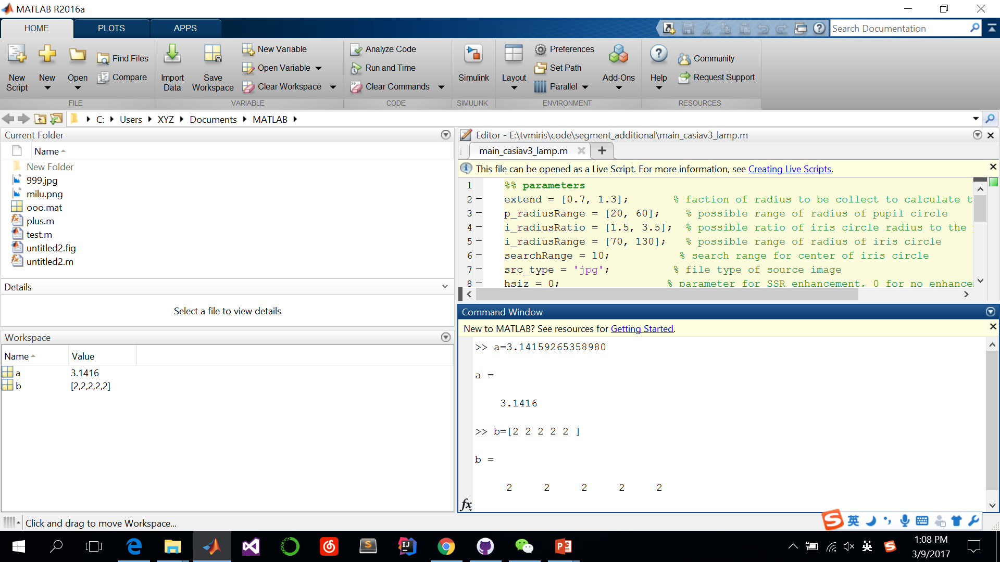 MATLAB R2016a
HOME PLOTS APPS
Search Documentation
New Script
New
Open
Find Files
Compare
Import Data
Save Workspace
New Variable
Open Variable
Clear Workspace
Analyze Code
Run and Time
Clear Commands
Simulink
Layout
Preferences
Set Path
Parallel
Add-Ons
Help
Community
Request Support
FILE VARIABLE CODE SIMULINK ENVIRONMENT RESOURCES
C: Users XYZ Documents MATLAB
Current Folder
Name
New Folder
999.jpg
milu.png
ooo.mat
plus.m
test.m
untitled2.fig
untitled2.m
Details
Select a file to view details
Workspace
Name Value
a 3.1416
b [2,2,2,2,2]
Click and drag to move Workspace...
Editor - E:\tvmiris\code\segment_additional\main_casiav3_lamp.m
main_casiav3_lamp.m
This file can be opened as a Live Script. For more information, see Creating Live Scripts.
1 %% parameters
2 extend = [0.7, 1.3]; % faction of radius to be collect to calculate t
3 p_radiusRange = [20, 60]; % possible range of radius of pupil circle
4 i_radiusRatio = [1.5, 3.5]; % possible ratio of iris circle radius to the
5 i_radiusRange = [70, 130]; % possible range of radius of iris circle
6 searchRange = 10; % search range for center of iris circle
7 src_type = 'jpg'; % file type of source image
8 hsiz = 0; % parameter for SSR enhancement, 0 for no enhance
Command Window
New to MATLAB? See resources for Getting Started.
>> a=3.14159265358980
a =
3.1416
>> b=[2 2 2 2 2 ]
b =
2 2 2 2 2
fx
英
英
1:08 PM
3/9/2017